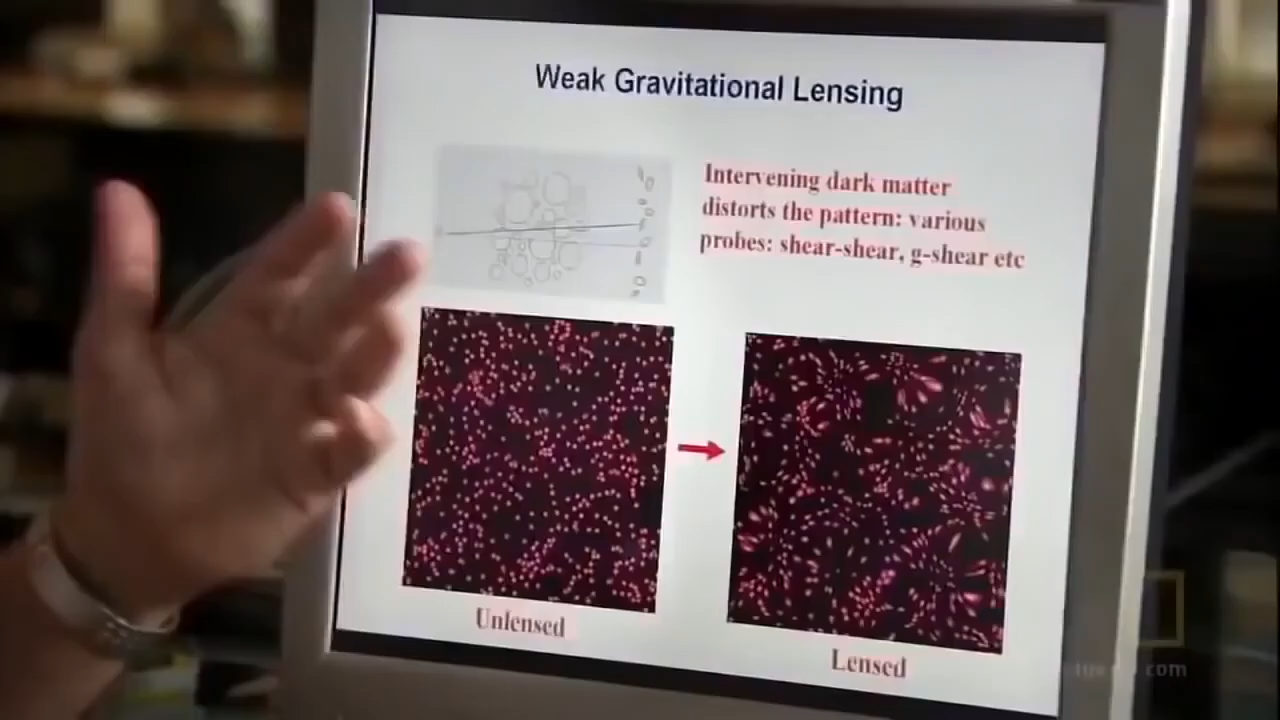 Weak Gravitational Lensing
Intervening dark matter
distorts the pattern: various
probes: shear-shear, g-shear etc
Unlensed
Lensed